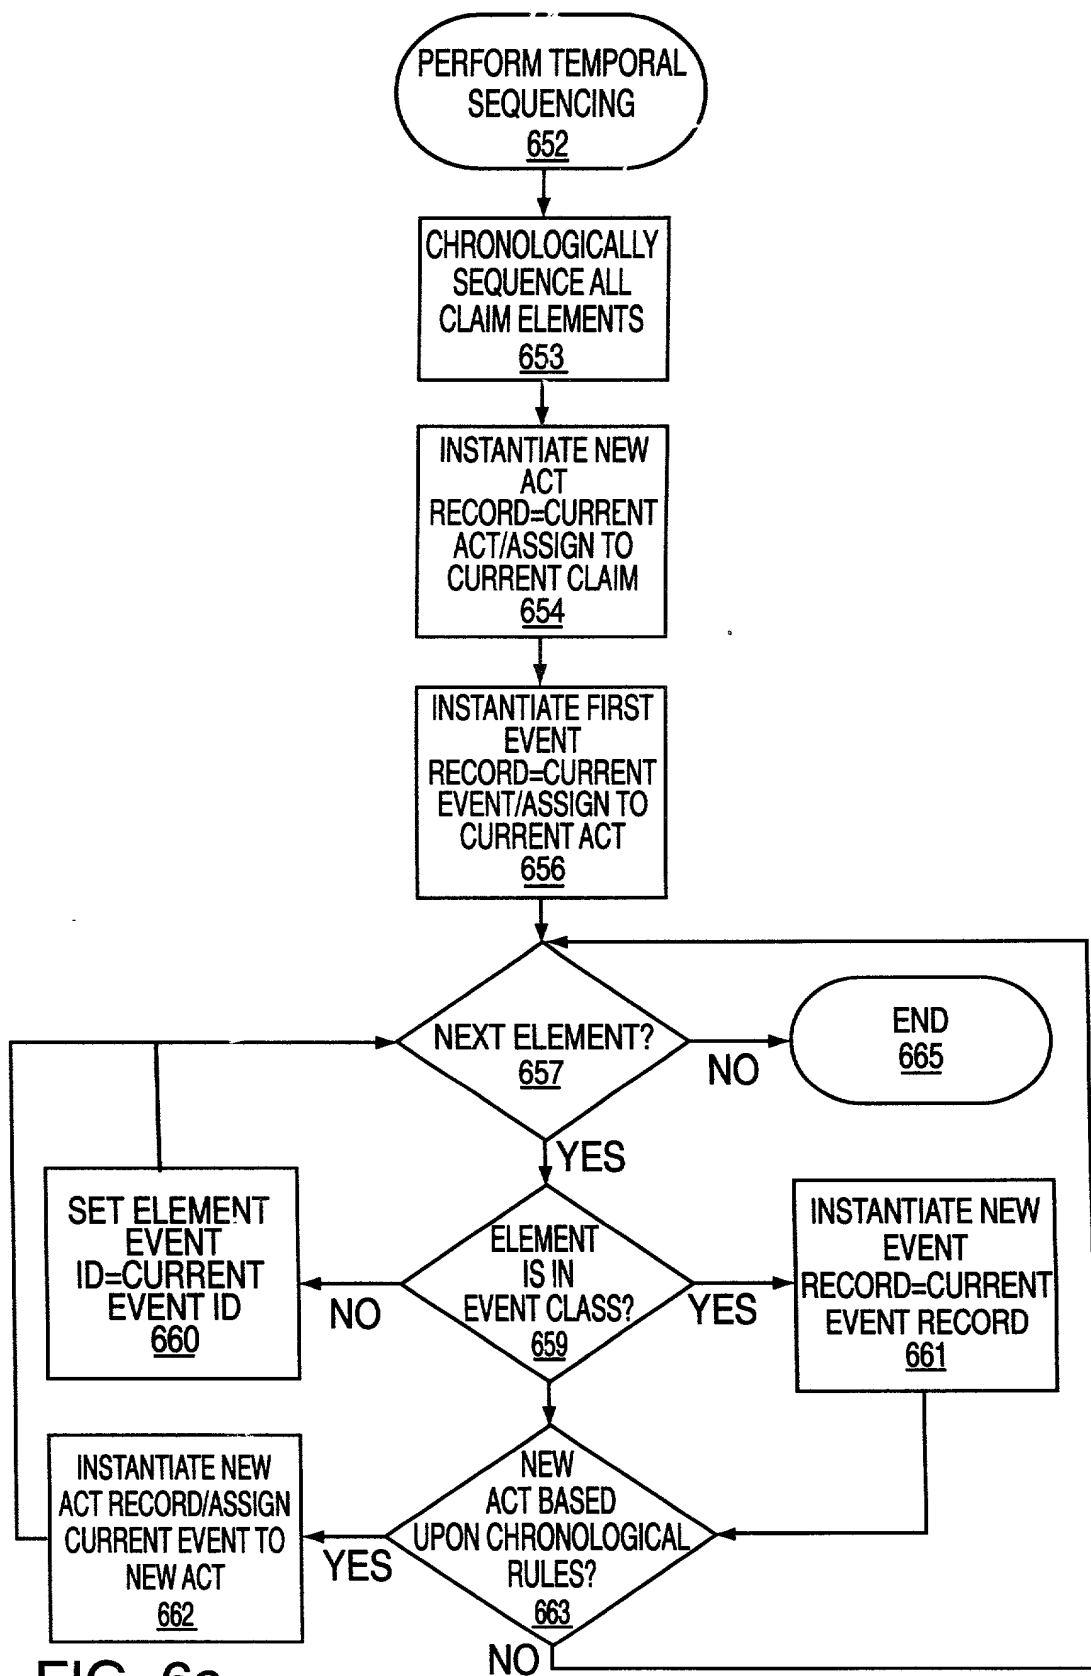 PERFORM TEMPORAL
SEQUENCING
652
CHRONOLOGICALLY
SEQUENCE ALL
CLAIM ELEMENTS
653
INSTANTIATE NEW
ACT
RECORD=CURRENT
ACT/ASSIGN TO
CURRENT CLAIM
654
INSTANTIATE FIRST
EVENT
RECORD=CURRENT
EVENT/ASSIGN TO
CURRENT ACT
656
NEXT ELEMENT?
657
NO
END
665
YES
SET ELEMENT
EVENT
ID=CURRENT
EVENT ID
660
NO
ELEMENT
IS IN
EVENT CLASS?
659
YES
INSTANTIATE NEW
EVENT
RECORD=CURRENT
EVENT RECORD
661
INSTANTIATE NEW
ACT RECORD/ASSIGN
CURRENT EVENT TO
NEW ACT
662
YES
NEW
ACT BASED
UPON CHRONOLOGICAL
RULES?
663
NO
FIG.